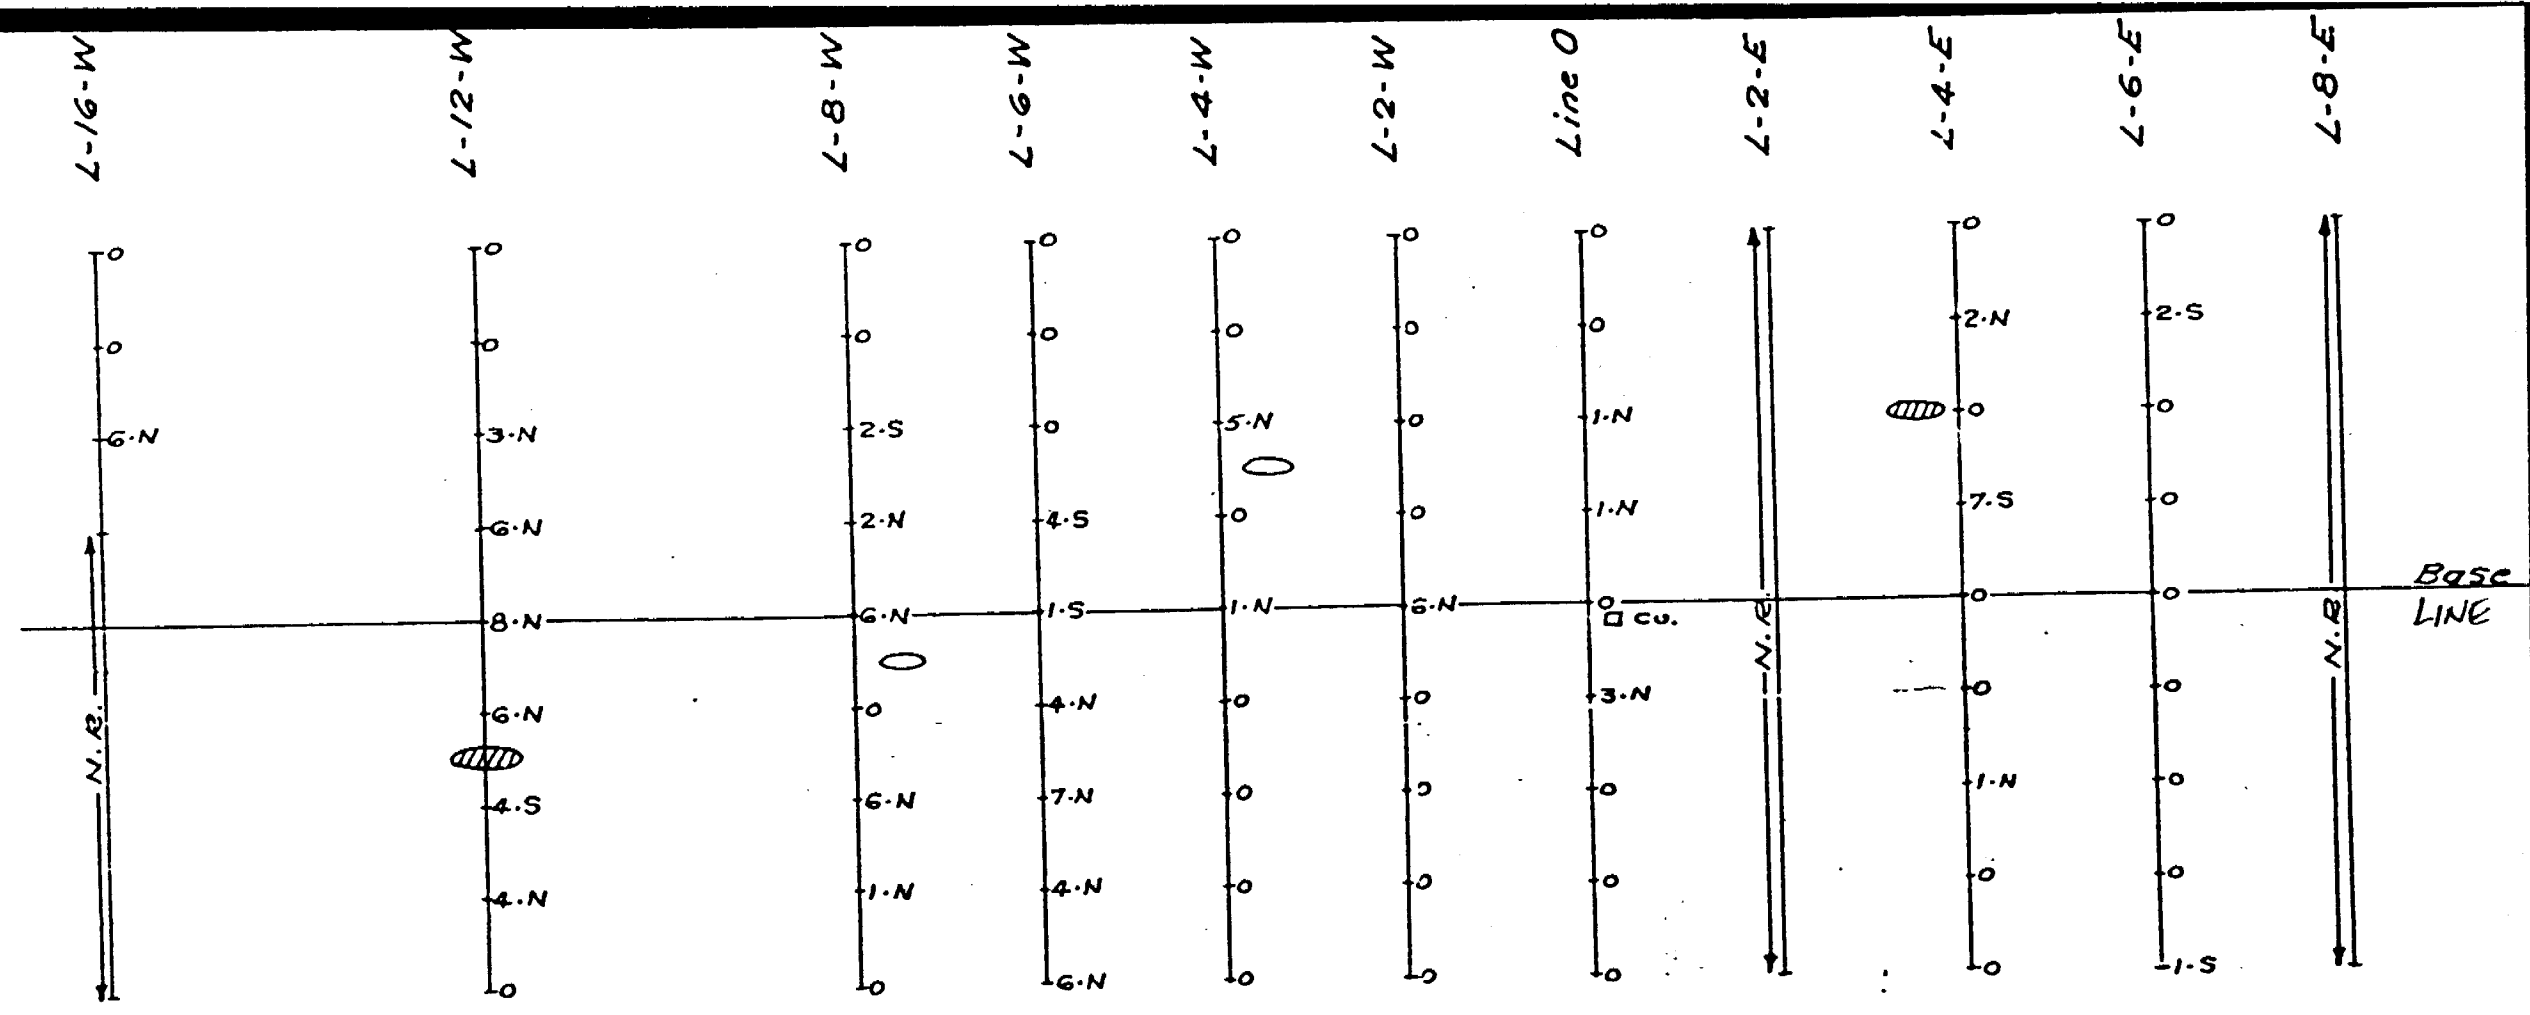 L-16-W
L-12-W
L-8-W
L-6-W
L-4-W
L-2-W
Line O
L-2-E
L-4-E
L-6-E
L-8-E
0
0
6·N
N.R.
0
0
3·N
6·N
8·N
6·N
4·S
4·N
0
0
0
2·S
2·N
6·N
0
6·N
1·N
0
0
0
0
4·S
1·S
4·N
7·N
4·N
6·N
0
0
5·N
0
1·N
0
0
0
0
0
0
0
0
6·N
0
0
0
0
0
0
1·N
1·N
0
□ cu.
3·N
0
0
0
N.R.
0
2·N
0
7·S
0
0
1·N
0
0
0
2·S
0
0
0
0
0
0
1·S
N.R.
Base
LINE